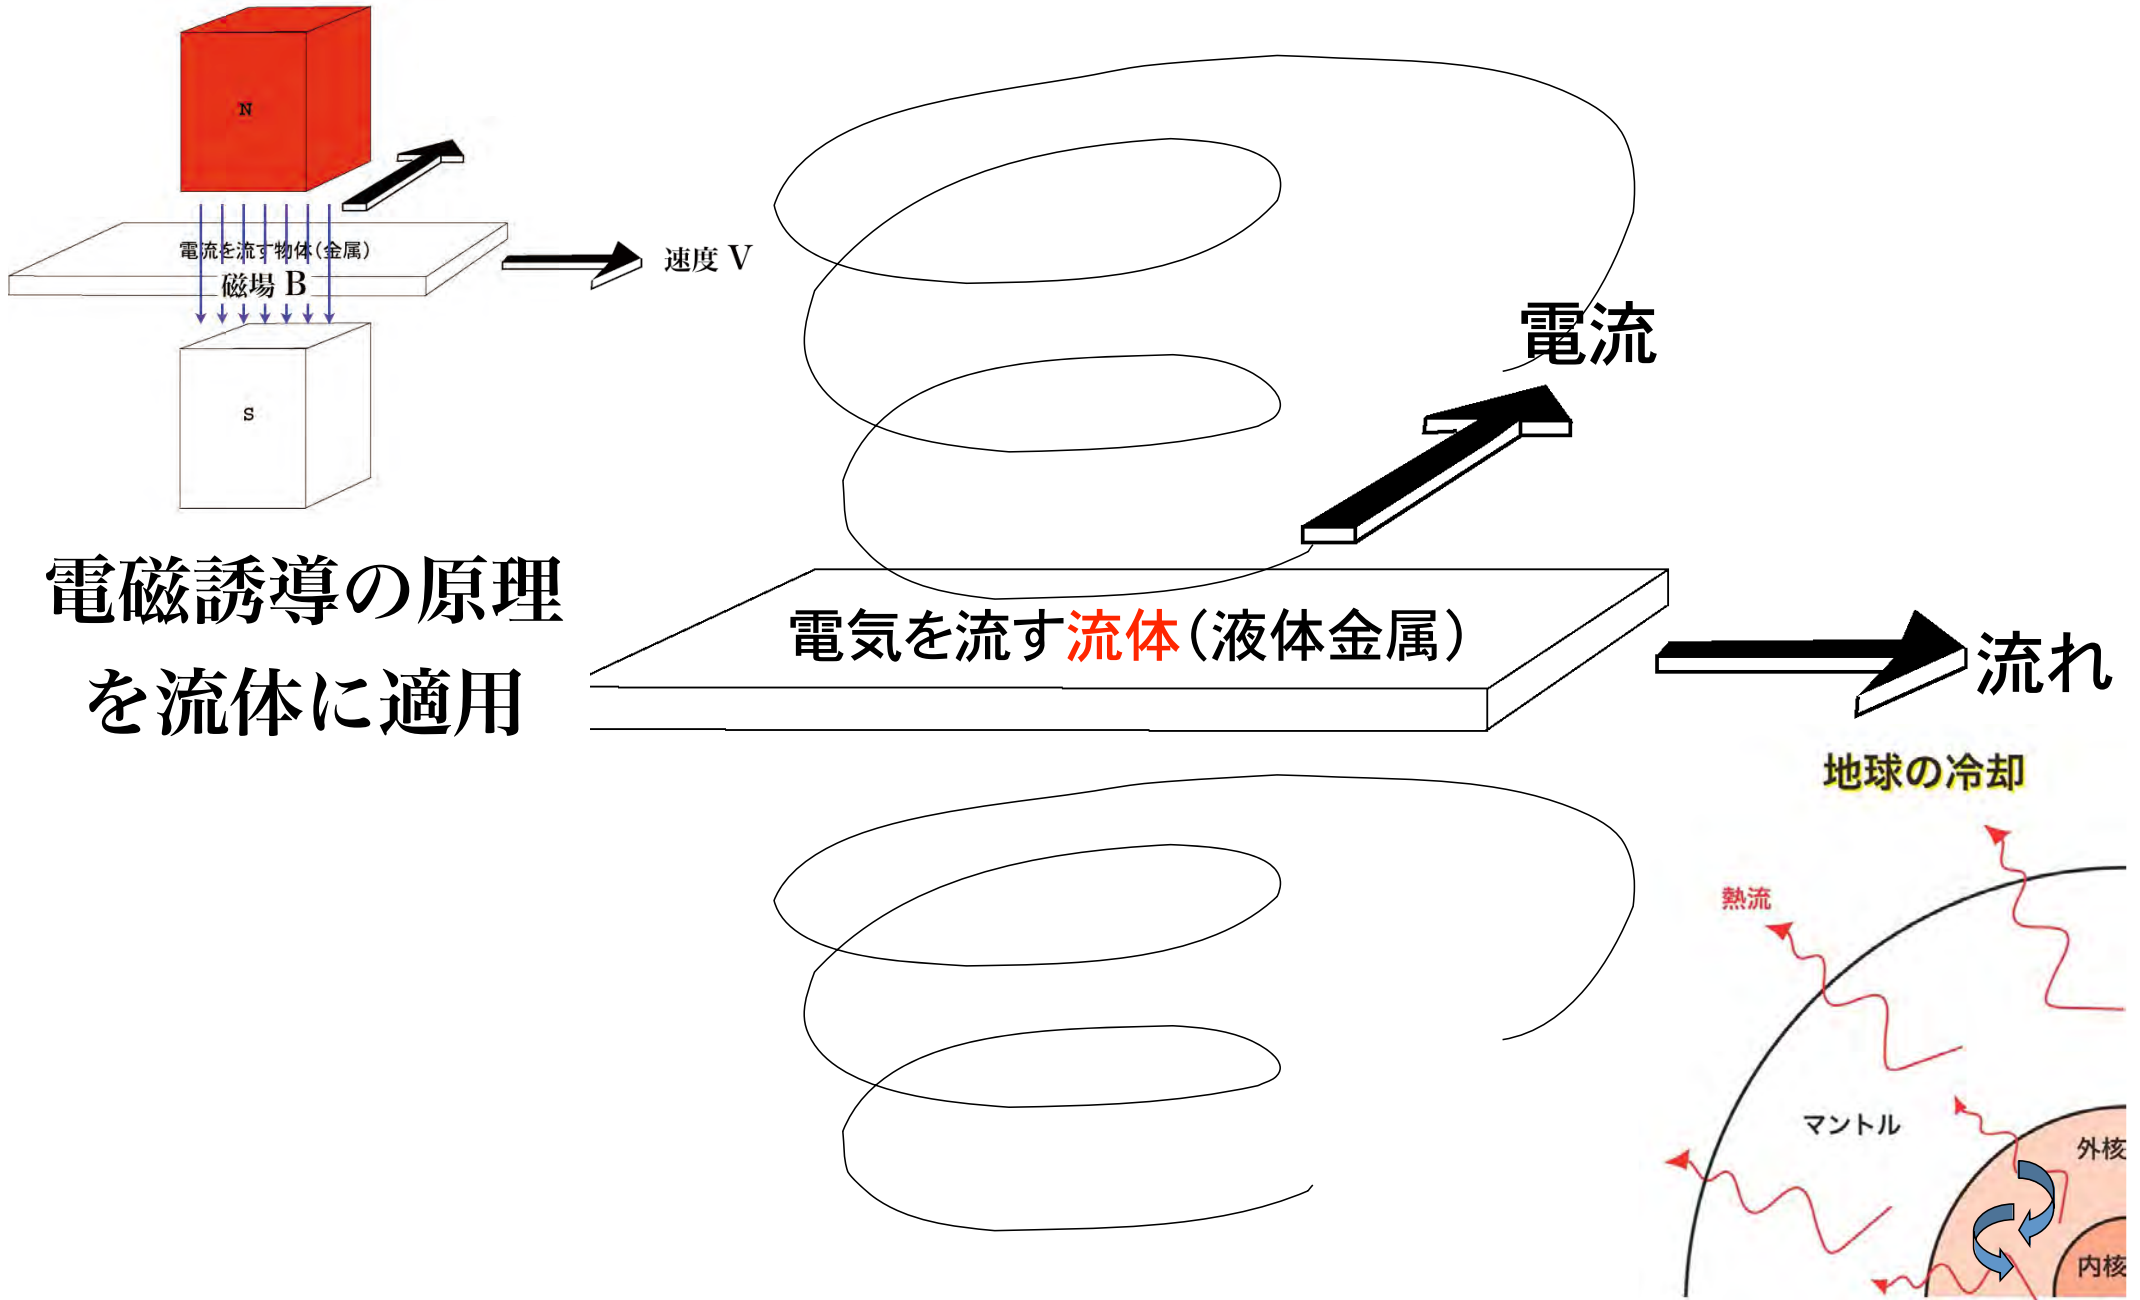 N
電流を流す物体(金属)
磁場 B
速度 V
S
電磁誘導の原理
を流体に適用
電流
電気を流す流体(液体金属)
流れ
地球の冷却
熱流
マントル
外核
内核